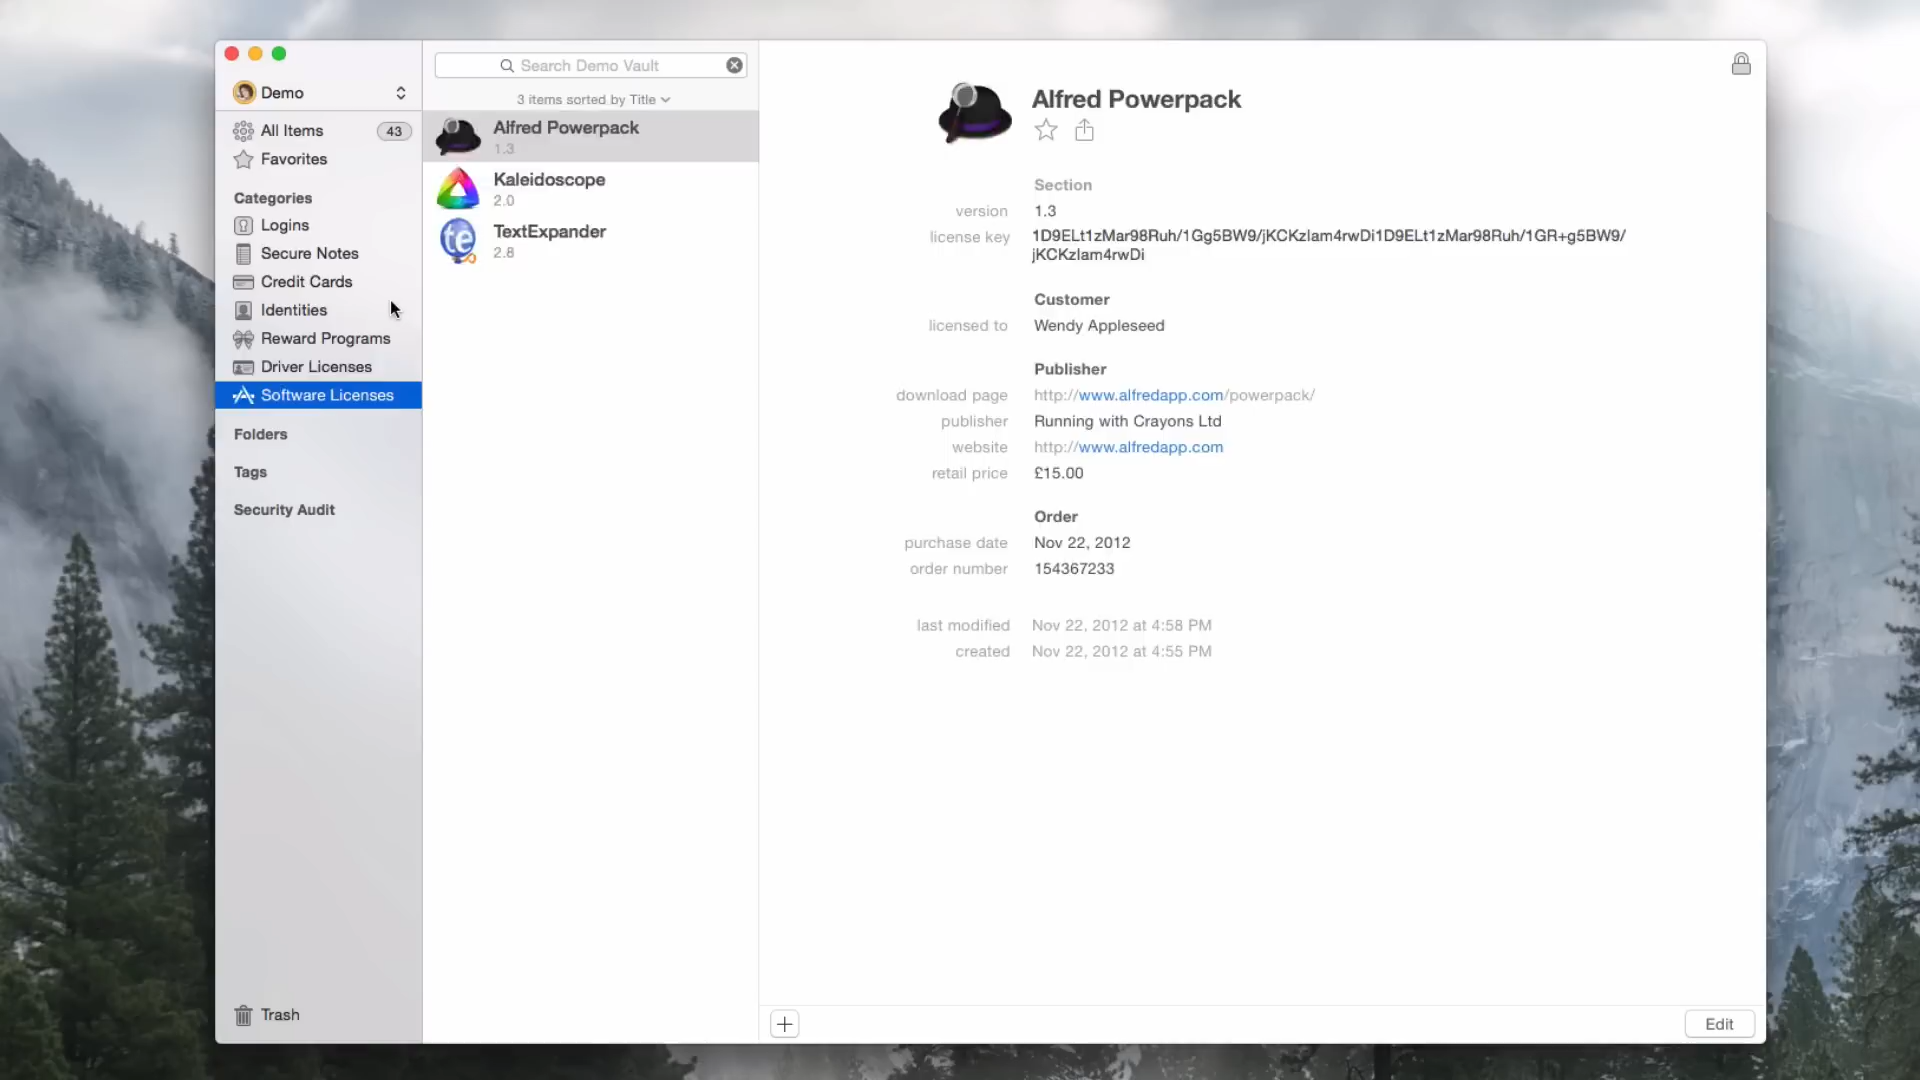 Demo
All Items 43
Favorites
Categories
Logins
Secure Notes
Credit Cards
Identities
Reward Programs
Driver Licenses
Software Licenses
Folders
Tags
Security Audit
Trash
Search Demo Vault
3 items sorted by Title
Alfred Powerpack
1.3
Kaleidoscope
2.0
te
TextExpander
2.8
Alfred Powerpack
Section
version 1.3
license key 1D9ELt1zMar98Ruh/1Gg5BW9/jKCKzlam4rwDi1D9ELt1zMar98Ruh/1GR+g5BW9/
jKCKzlam4rwDi
Customer
licensed to Wendy Appleseed
Publisher
download page http://www.alfredapp.com/powerpack/
publisher Running with Crayons Ltd
website http://www.alfredapp.com
retail price £15.00
Order
purchase date Nov 22, 2012
order number 154367233
last modified Nov 22, 2012 at 4:58 PM
created Nov 22, 2012 at 4:55 PM
Edit